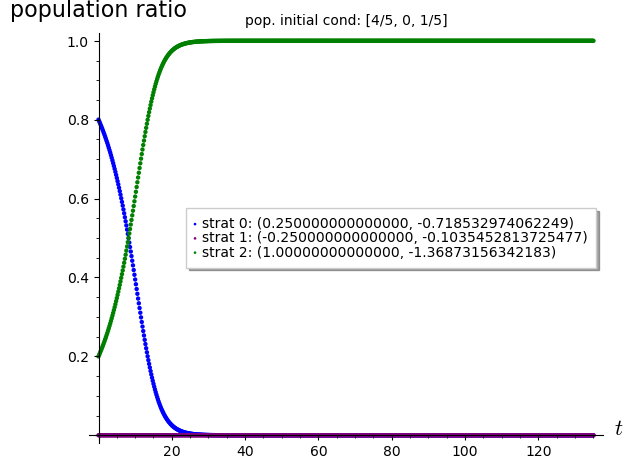 population ratio
pop. initial cond: [4/5, 0, 1/5]
1.0
0.8
0.6
strat 0: (0.250000000000000, -0.718532974062249)
strat 1: (-0.250000000000000, -0.1035452813725477)
strat 2: (1.00000000000000, -1.36873156342183)
0.4
0.2
t
20 40 60 80 100 120